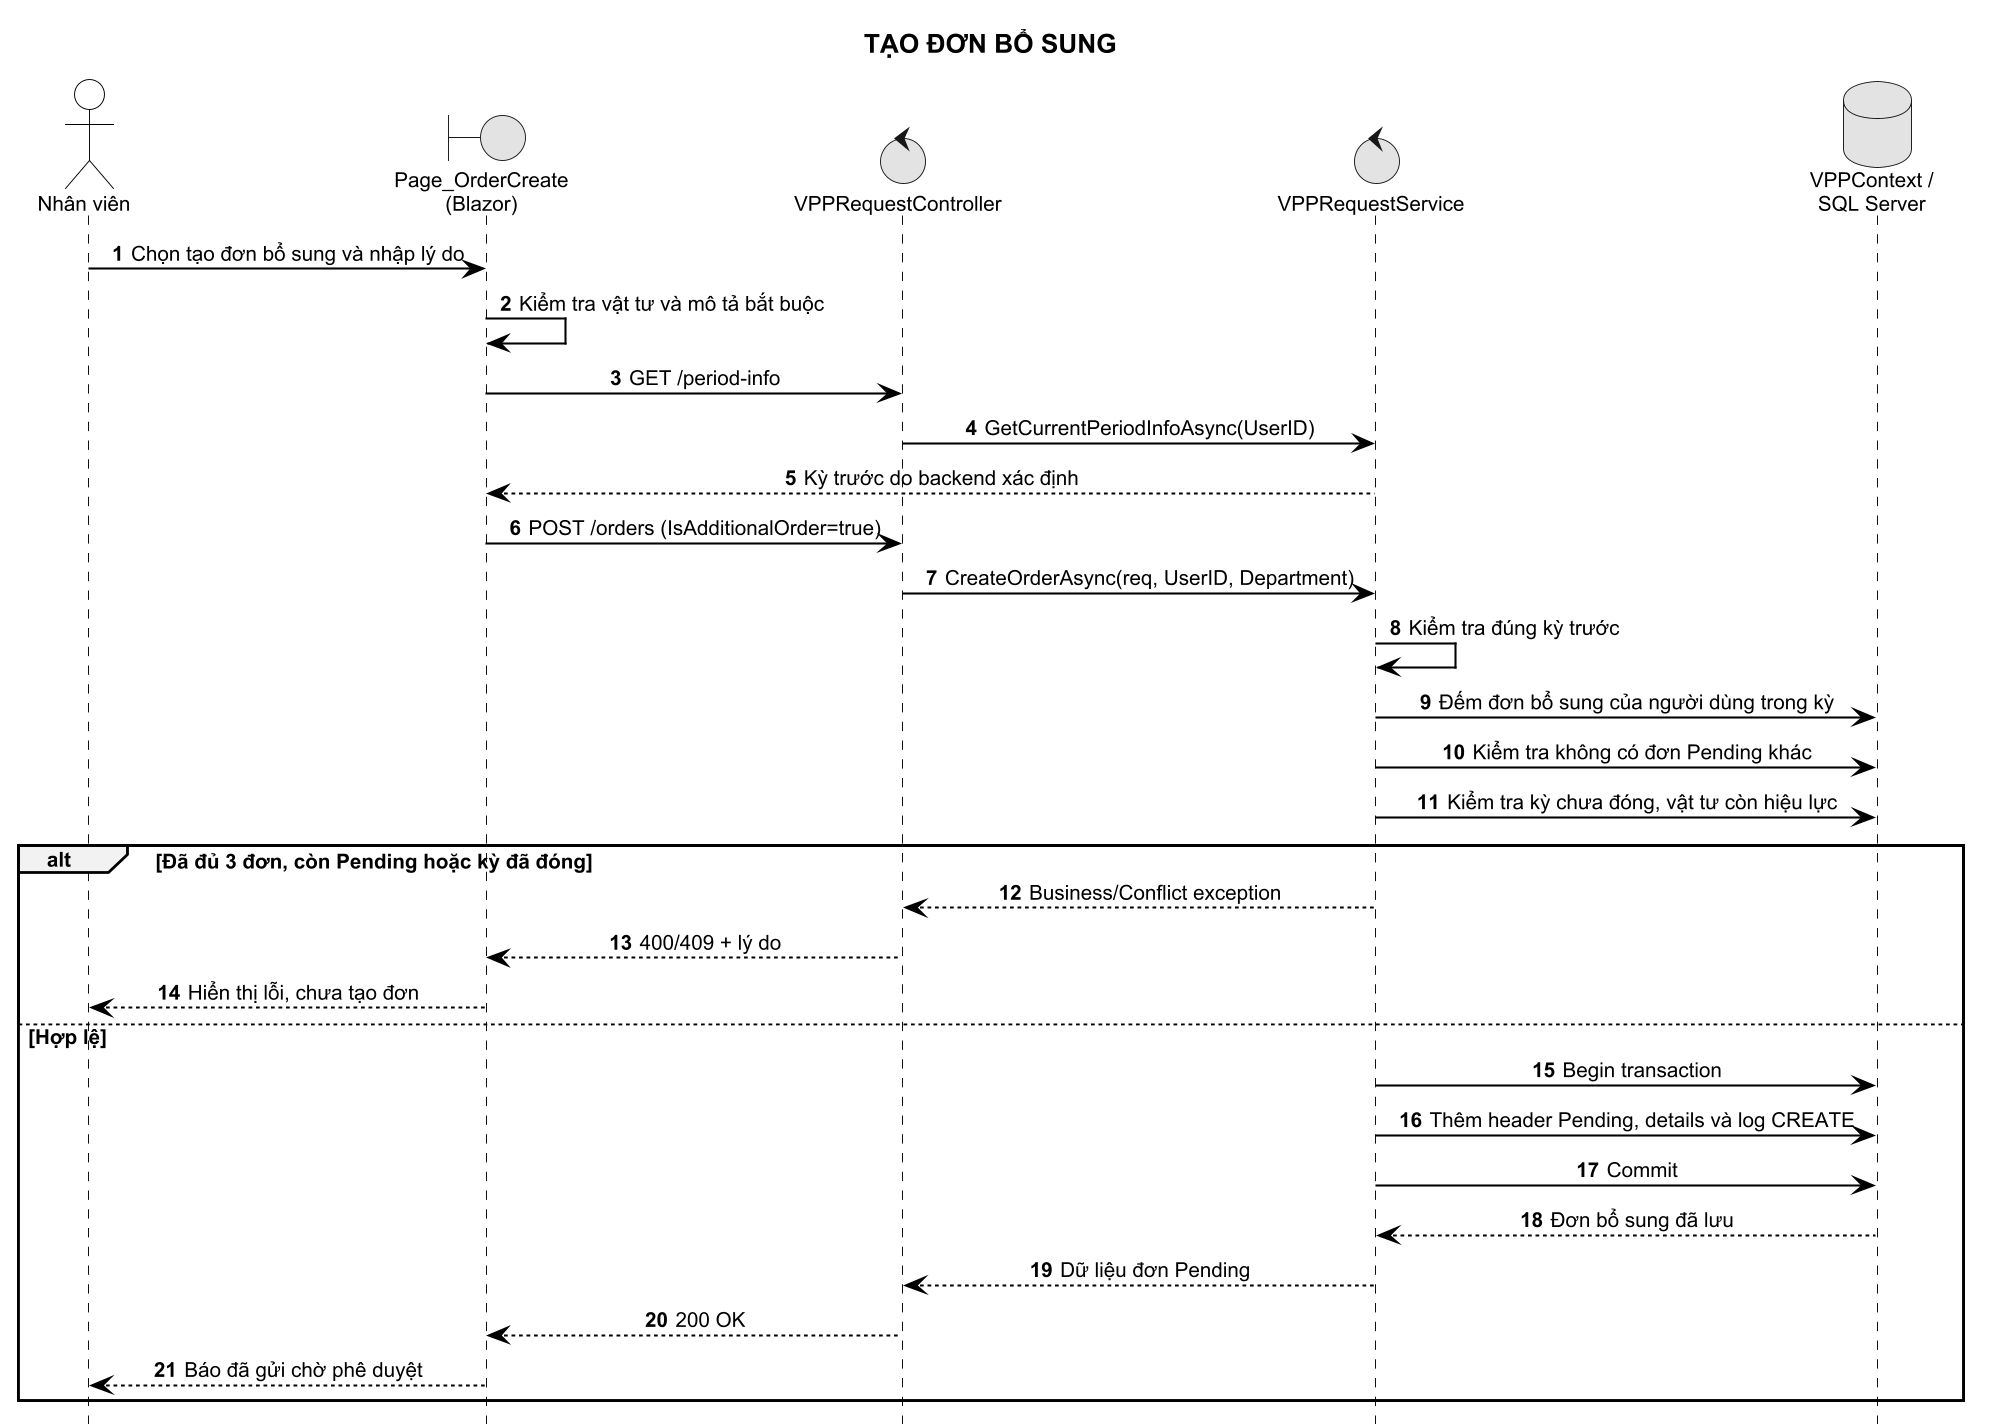 TẠO ĐƠN BỔ SUNG
Nhân viên
Page_OrderCreate
(Blazor)
VPPRequestController
VPPRequestService
VPPContext /
SQL Server
1 Chọn tạo đơn bổ sung và nhập lý do
2 Kiểm tra vật tư và mô tả bắt buộc
3 GET /period-info
4 GetCurrentPeriodInfoAsync(UserID)
5 Kỳ trước do backend xác định
6 POST /orders (IsAdditionalOrder=true)
7 CreateOrderAsync(req, UserID, Department)
8 Kiểm tra đúng kỳ trước
9 Đếm đơn bổ sung của người dùng trong kỳ
10 Kiểm tra không có đơn Pending khác
11 Kiểm tra kỳ chưa đóng, vật tư còn hiệu lực
alt [Đã đủ 3 đơn, còn Pending hoặc kỳ đã đóng]
12 Business/Conflict exception
13 400/409 + lý do
14 Hiển thị lỗi, chưa tạo đơn
[Hợp lệ]
15 Begin transaction
16 Thêm header Pending, details và log CREATE
17 Commit
18 Đơn bổ sung đã lưu
19 Dữ liệu đơn Pending
20 200 OK
21 Báo đã gửi chờ phê duyệt